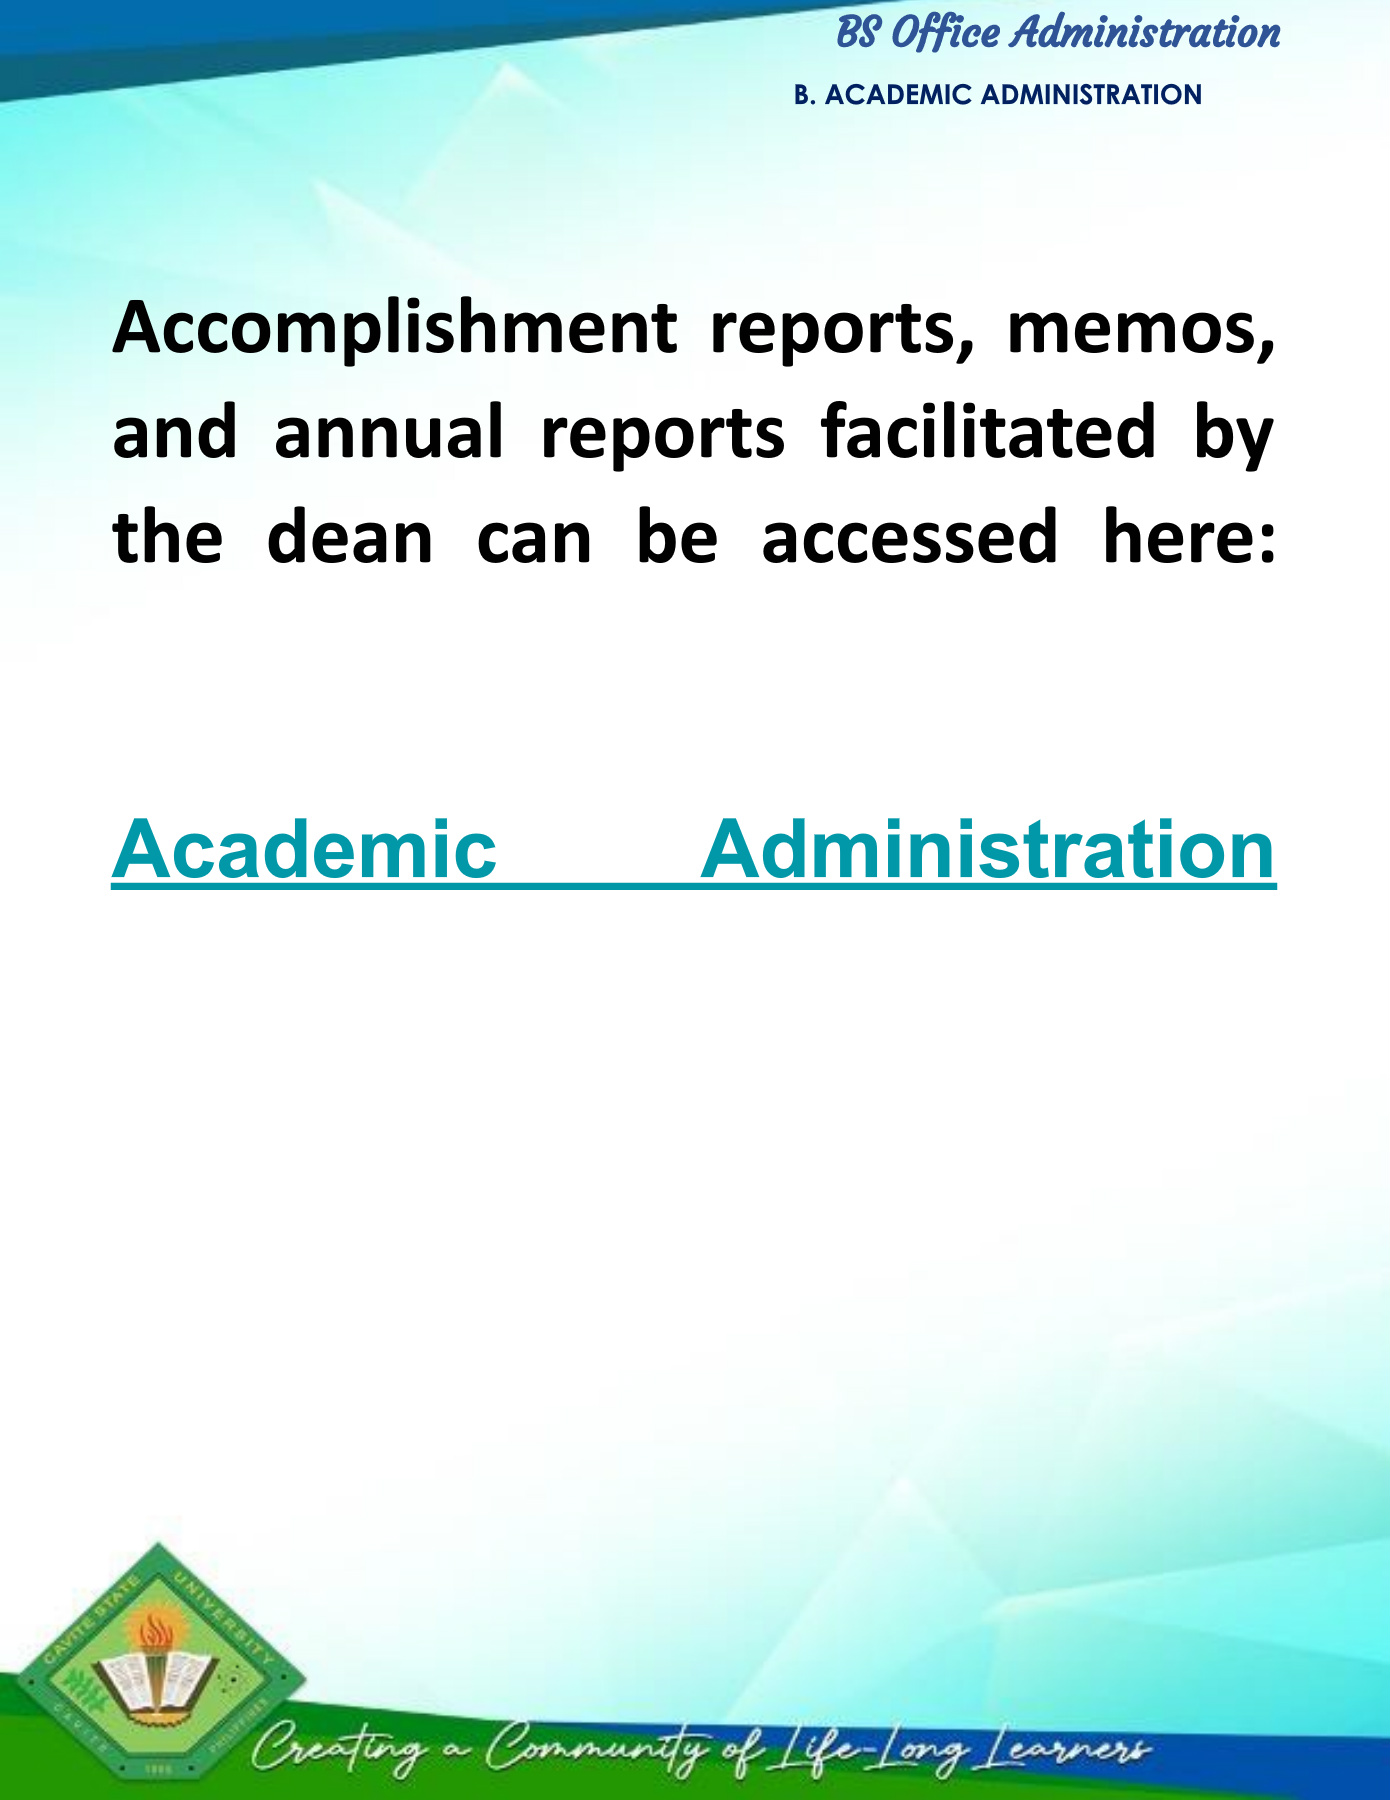 BS Office Administration
B. ACADEMIC ADMINISTRATION
Accomplishment reports, memos,
and annual reports facilitated by
the dean can be accessed here:
Academic Administration
CAVITE STATE UNIVERSITY
CAVITE PHILIPPINES
1906
Creating a Community of Life-Long Learners